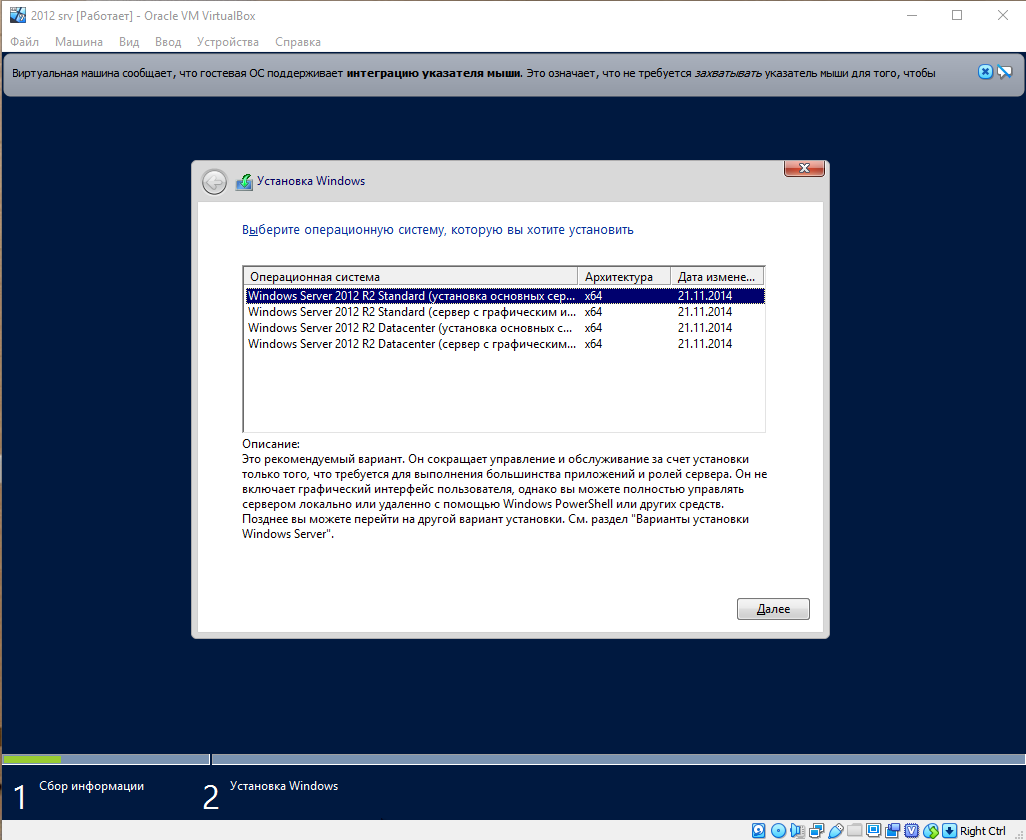 2012 srv [Работает] - Oracle VM VirtualBox
Файл Машина Вид Ввод Устройства Справка
Виртуальная машина сообщает, что гостевая ОС поддерживает интеграцию указателя мыши. Это означает, что не требуется захватывать указатель мыши для того, чтобы
Установка Windows
Выберите операционную систему, которую вы хотите установить
Операционная система Архитектура Дата измене...
Windows Server 2012 R2 Standard (установка основных сер... x64 21.11.2014
Windows Server 2012 R2 Standard (сервер с графическим и... x64 21.11.2014
Windows Server 2012 R2 Datacenter (установка основных с... x64 21.11.2014
Windows Server 2012 R2 Datacenter (сервер с графическим... x64 21.11.2014
Описание:
Это рекомендуемый вариант. Он сокращает управление и обслуживание за счет установки
только того, что требуется для выполнения большинства приложений и ролей сервера. Он не
включает графический интерфейс пользователя, однако вы можете полностью управлять
сервером локально или удаленно с помощью Windows PowerShell или других средств.
Позднее вы можете перейти на другой вариант установки. См. раздел "Варианты установки
Windows Server".
Далее
1 Сбор информации 2 Установка Windows
Right Ctrl